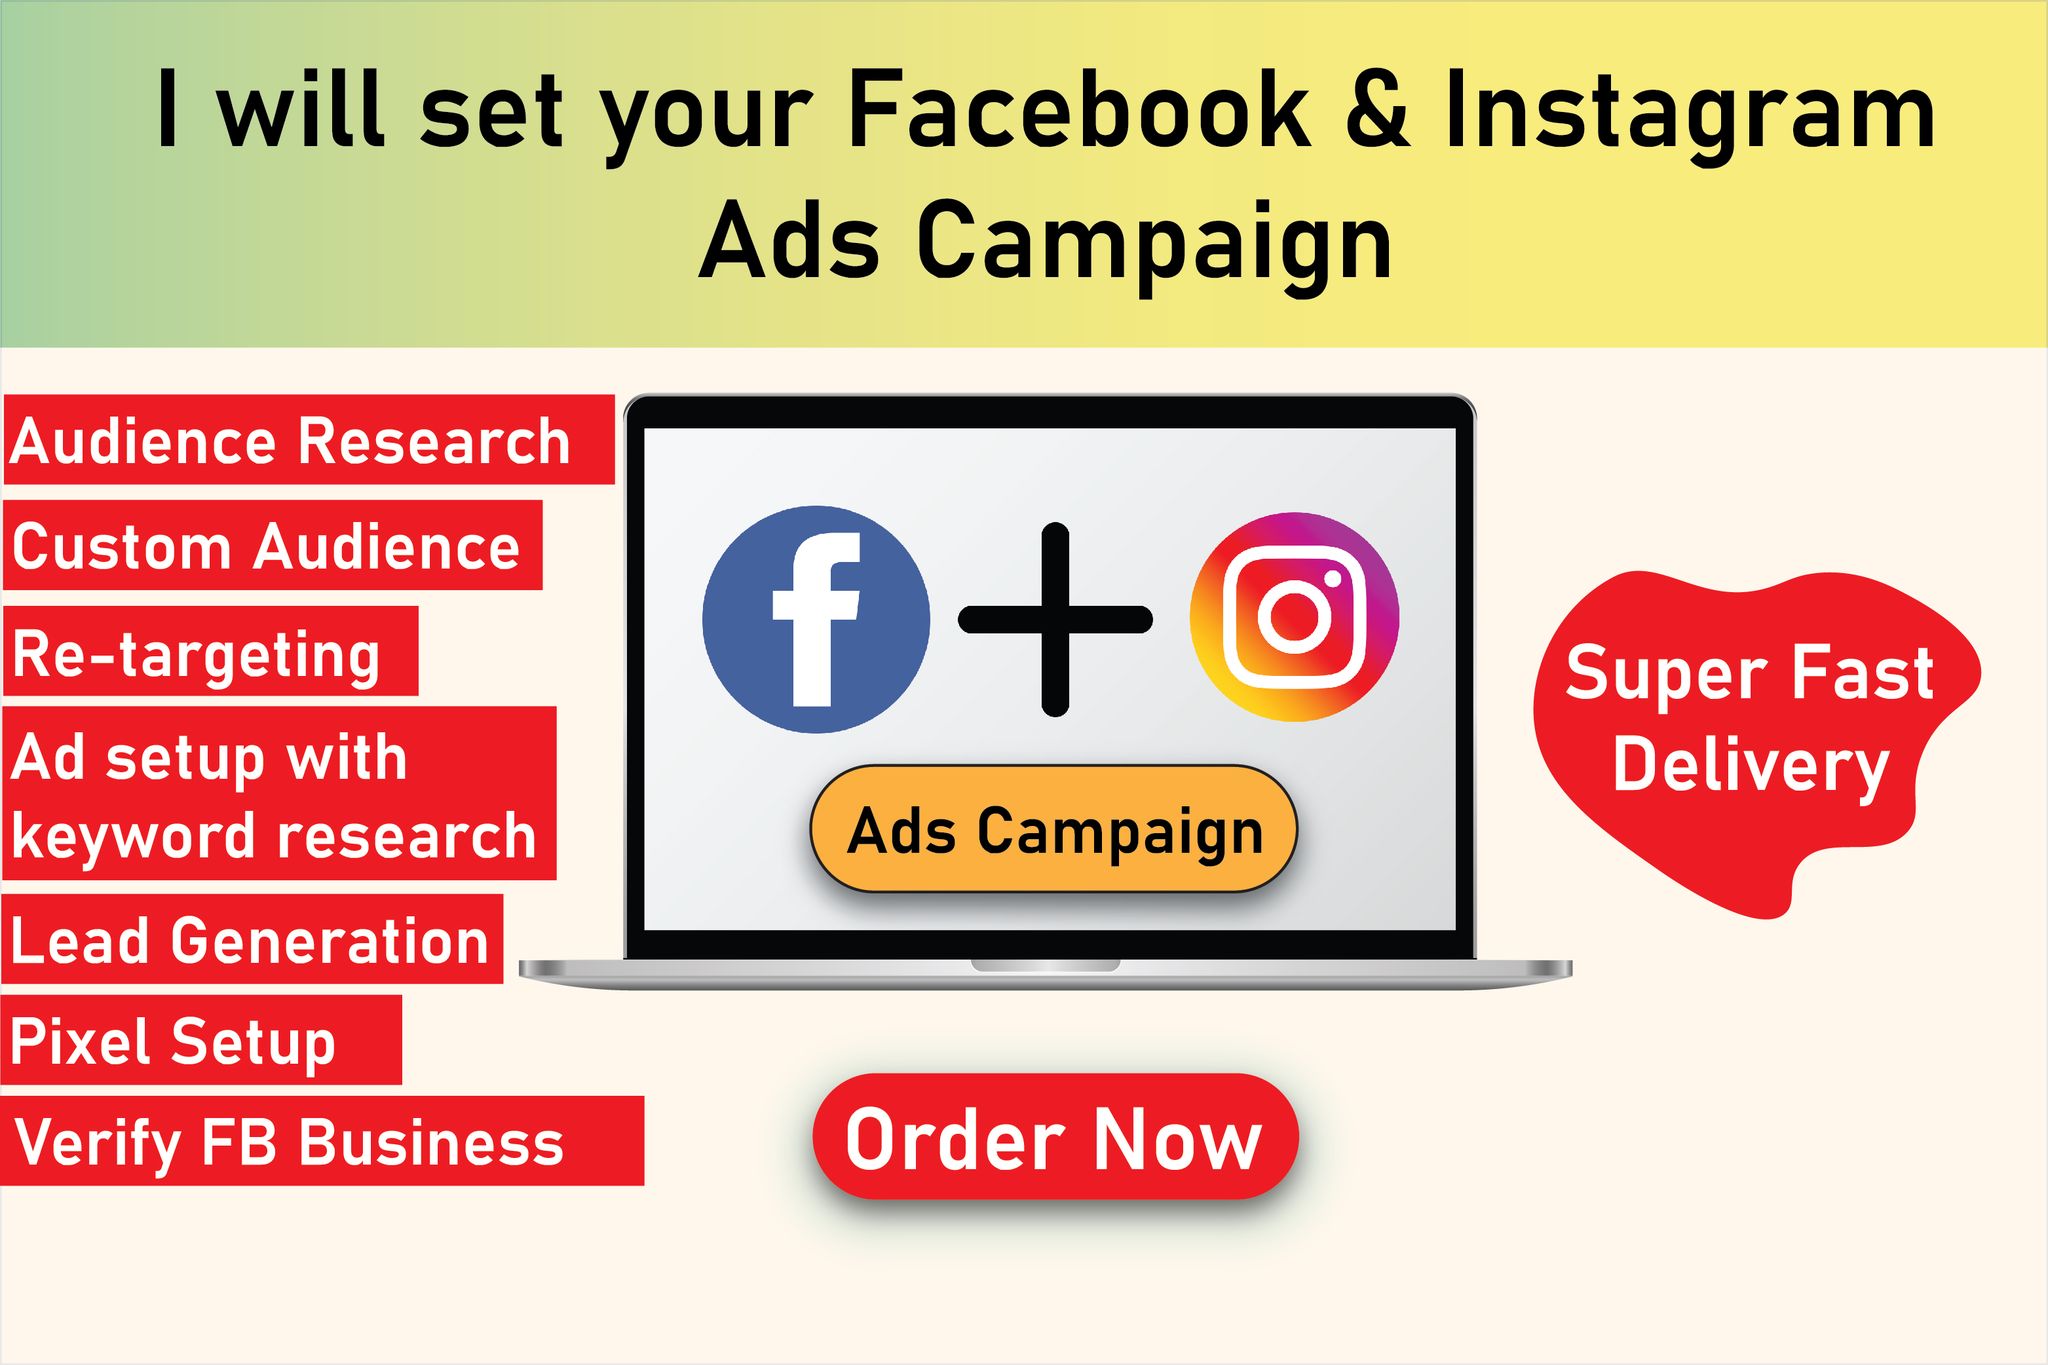 I will set your Facebook & Instagram
Ads Campaign
Audience Research
Custom Audience
Re-targeting
Ad setup with
keyword research
Lead Generation
Pixel Setup
Verify FB Business
f
Ads Campaign
Super Fast
Delivery
Order Now